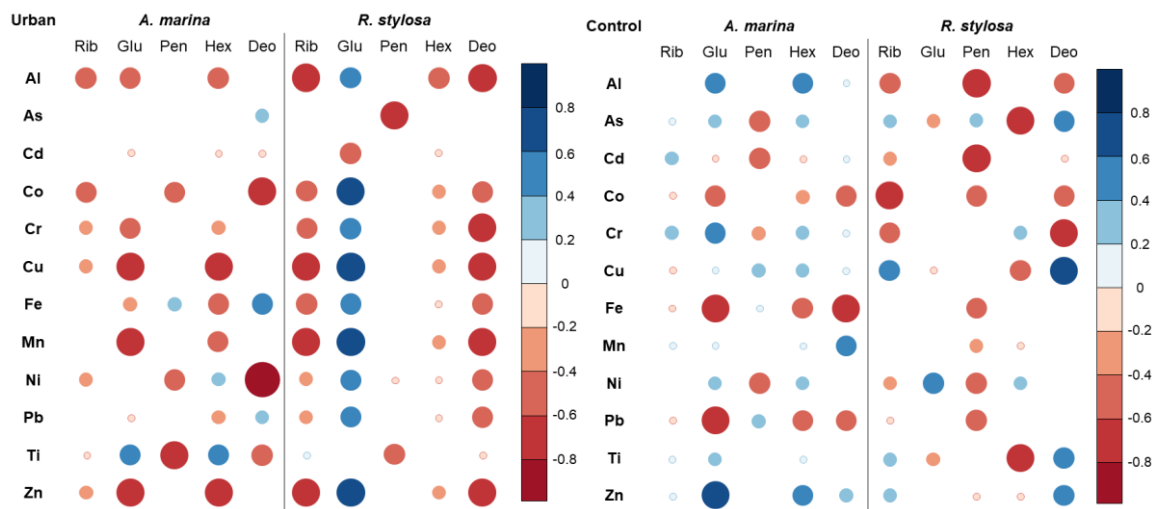 Urban A. marina R. stylosa
Rib Glu Pen Hex Deo Rib Glu Pen Hex Deo
Al
As
Cd
Co
Cr
Cu
Fe
Mn
Ni
Pb
Ti
Zn
0.8
0.6
0.4
0.2
0
-0.2
-0.4
-0.6
-0.8
Control A. marina R. stylosa
Rib Glu Pen Hex Deo Rib Glu Pen Hex Deo
Al
As
Cd
Co
Cr
Cu
Fe
Mn
Ni
Pb
Ti
Zn
0.8
0.6
0.4
0.2
0
-0.2
-0.4
-0.6
-0.8